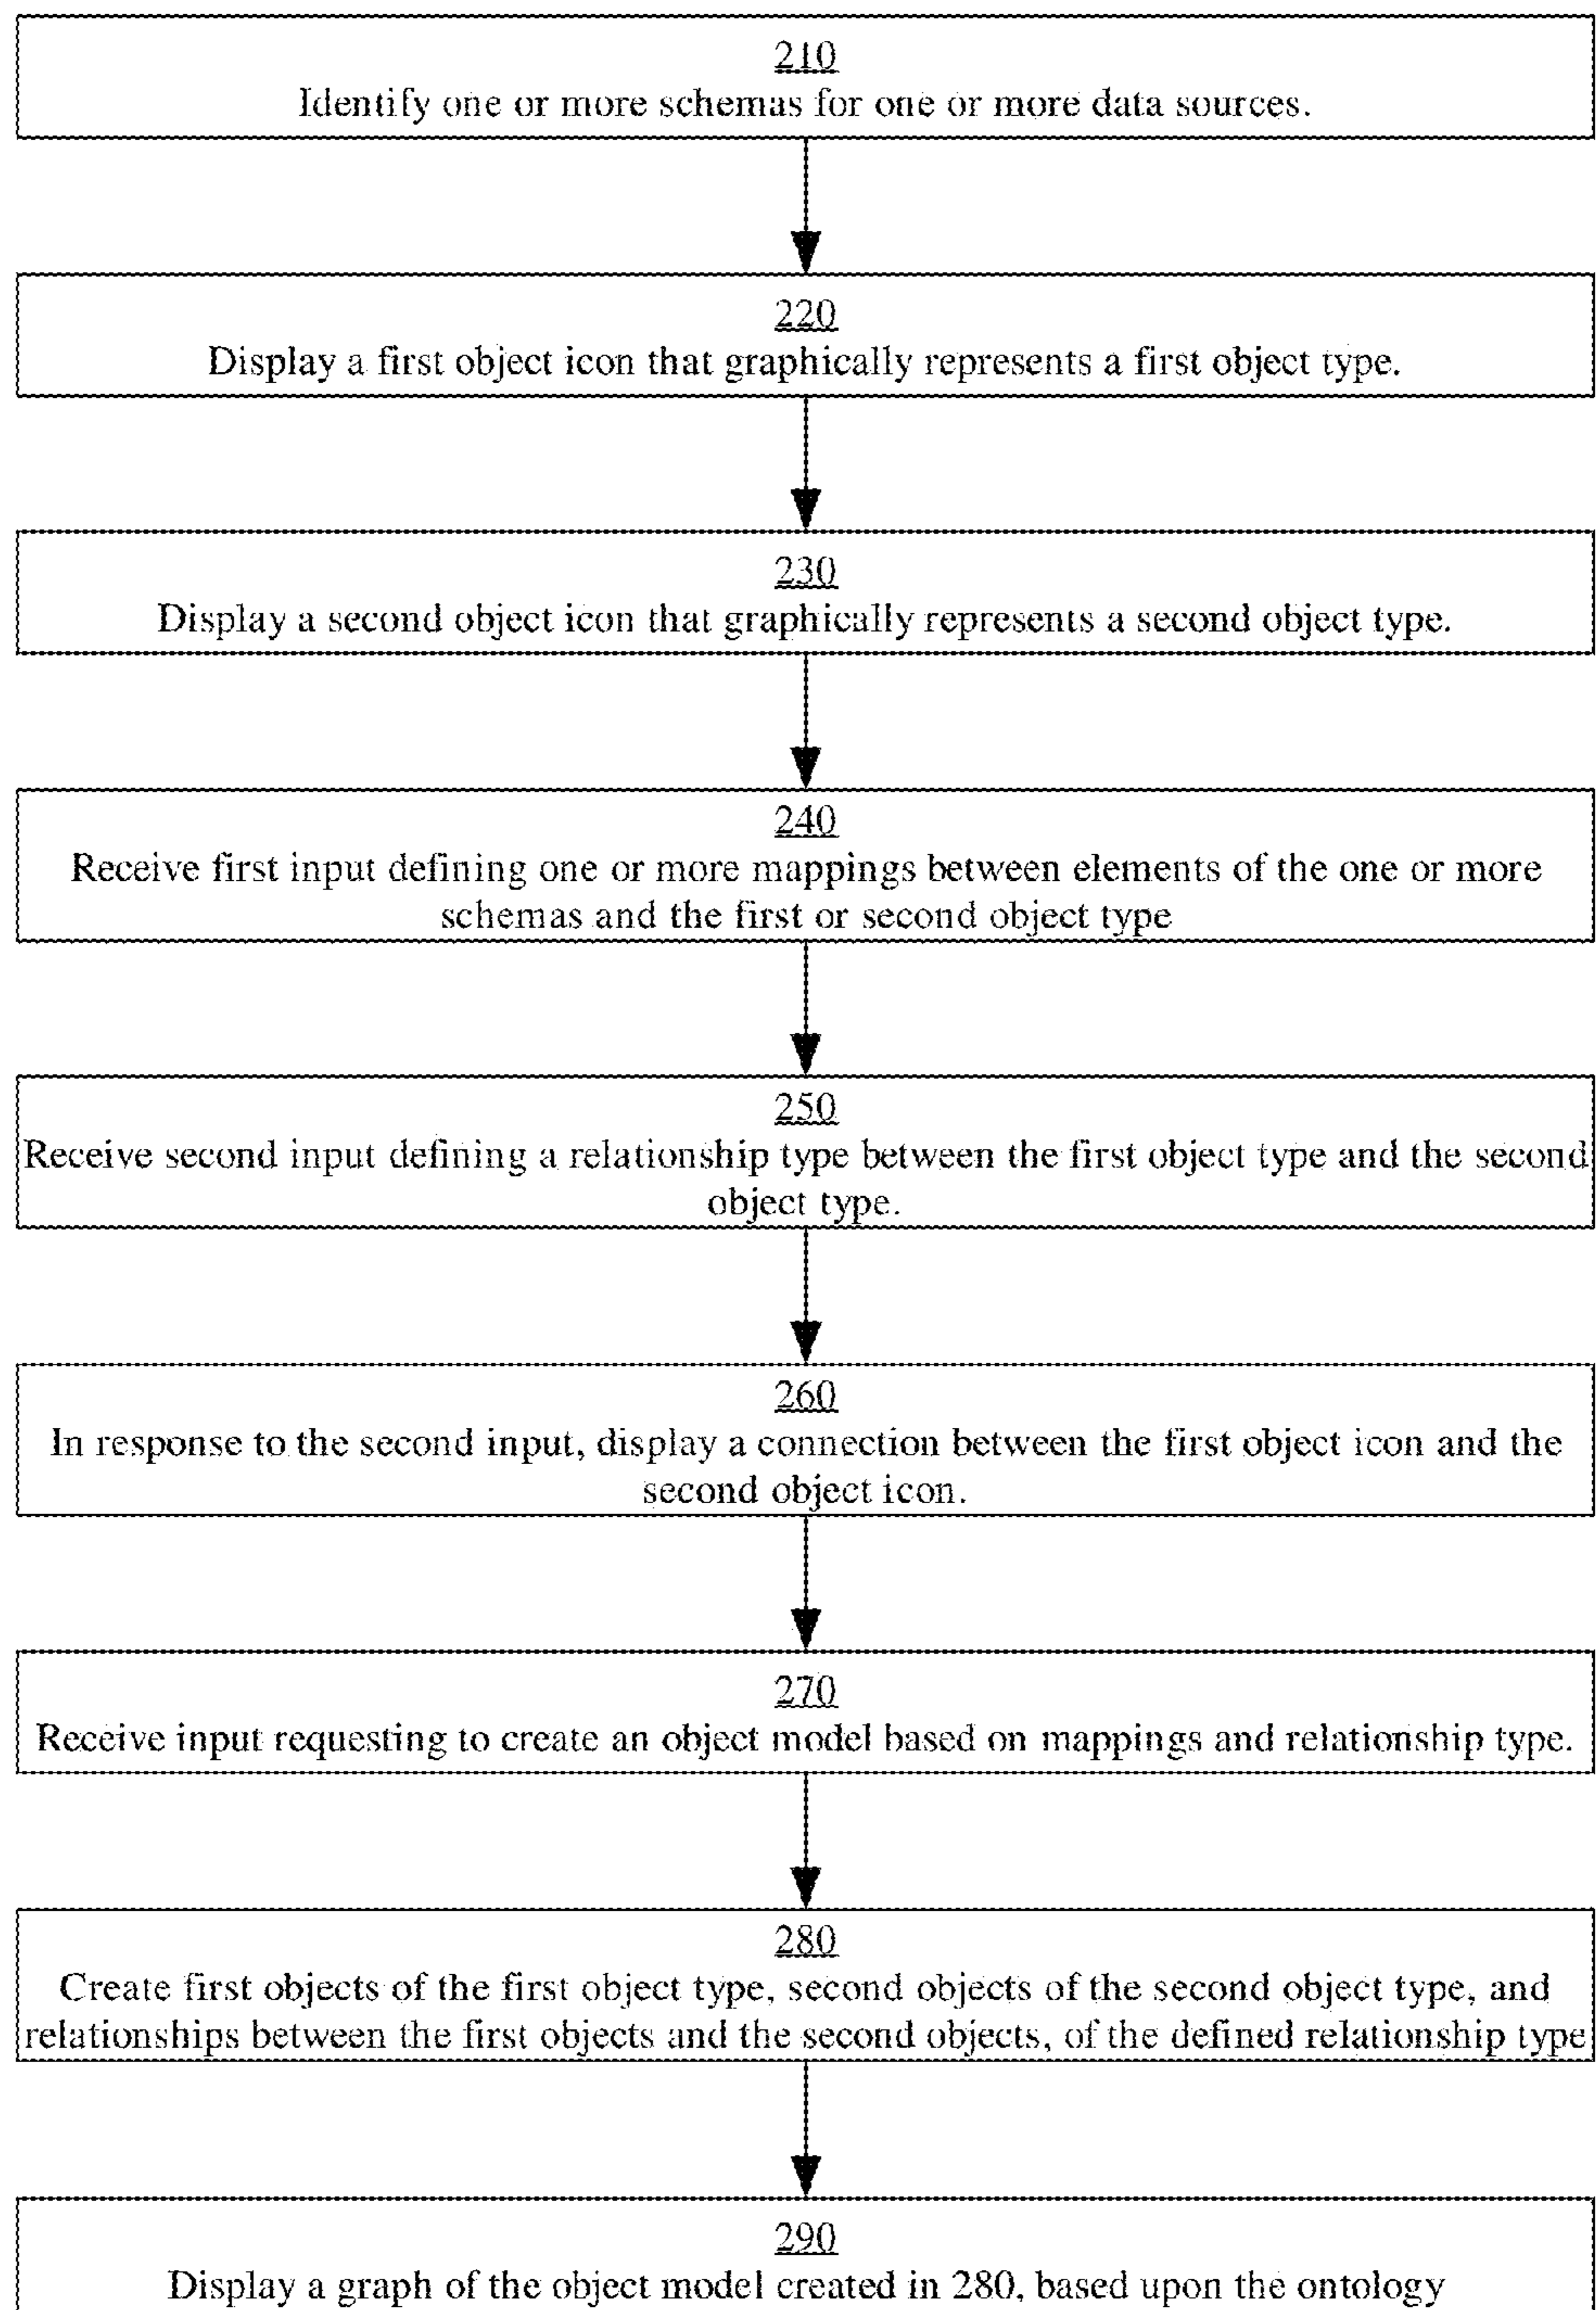 210
Identify one or more schemas for one or more data sources.
220
Display a first object icon that graphically represents a first object type.
230
Display a second object icon that graphically represents a second object type.
240
Receive first input defining one or more mappings between elements of the one or more
schemas and the first or second object type
250
Receive second input defining a relationship type between the first object type and the second
object type.
260
In response to the second input, display a connection between the first object icon and the
second object icon.
270
Receive input requesting to create an object model based on mappings and relationship type.
280
Create first objects of the first object type, second objects of the second object type, and
relationships between the first objects and the second objects, of the defined relationship type
290
Display a graph of the object model created in 280, based upon the ontology